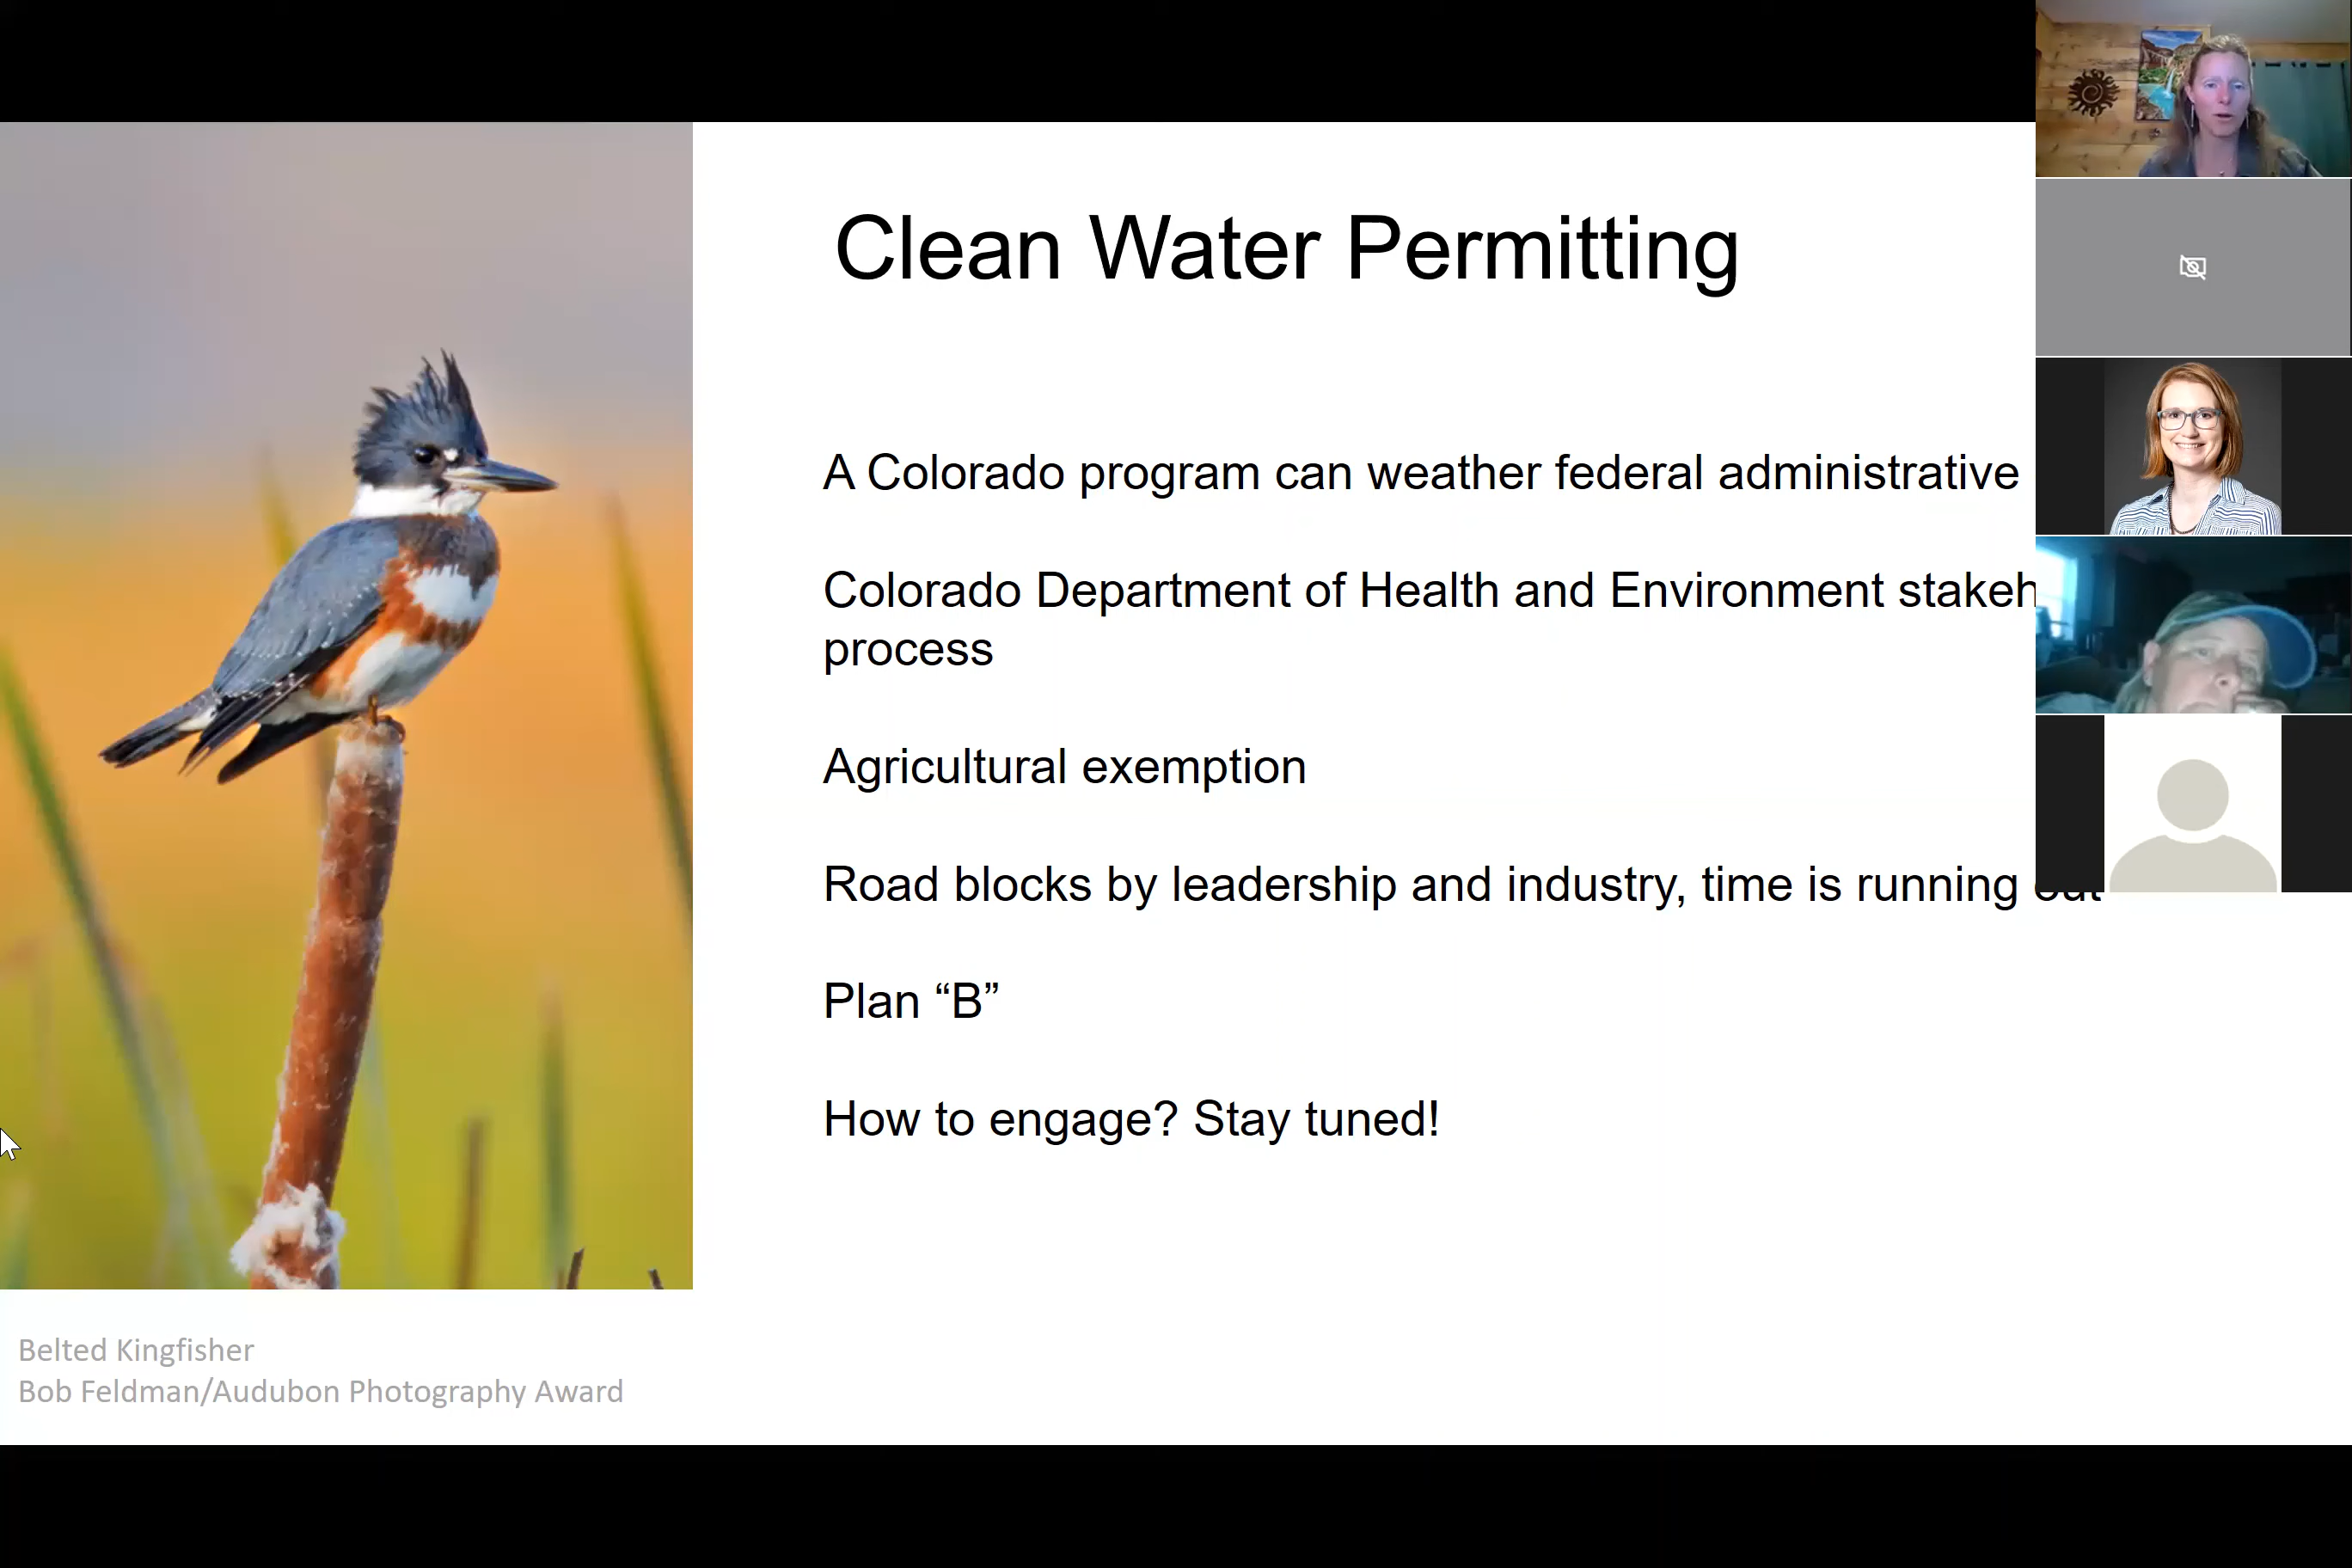 Clean Water Permitting
A Colorado program can weather federal administrative
Colorado Department of Health and Environment
process
Agricultural exemption
Road blocks by leadership and industry, time is running out
Plan “B”
How to engage? Stay tuned!
Belted Kingfisher
Bob Feldman/Audubon Photography Award